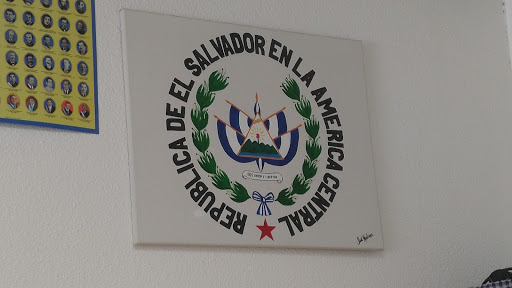 REPUBLICA DE EL SALVADOR EN LA AMERICA CENTRAL